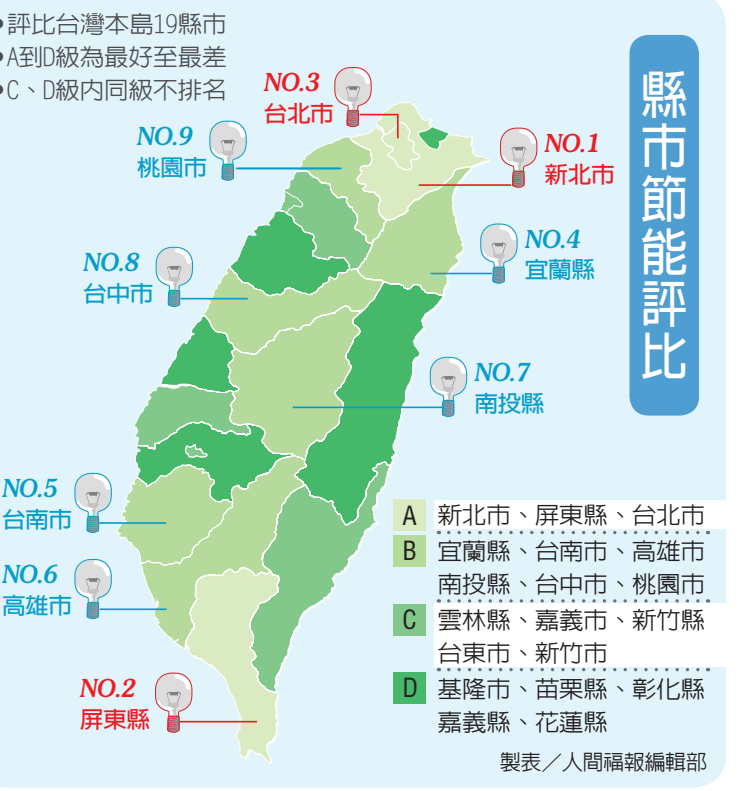 •評比台灣本島19縣市
•A到D級為最好至最差
•C、D級內同級不排名
縣市節能評比
NO.3
台北市
NO.9
桃園市
NO.1
新北市
NO.4
宜蘭縣
NO.8
台中市
NO.7
南投縣
NO.5
台南市
NO.6
高雄市
NO.2
屏東縣
A 新北市、屏東縣、台北市
B 宜蘭縣、台南市、高雄市
南投縣、台中市、桃園市
C 雲林縣、嘉義市、新竹縣
台東市、新竹市
D 基隆市、苗栗縣、彰化縣
嘉義縣、花蓮縣
製表／人間福報編輯部